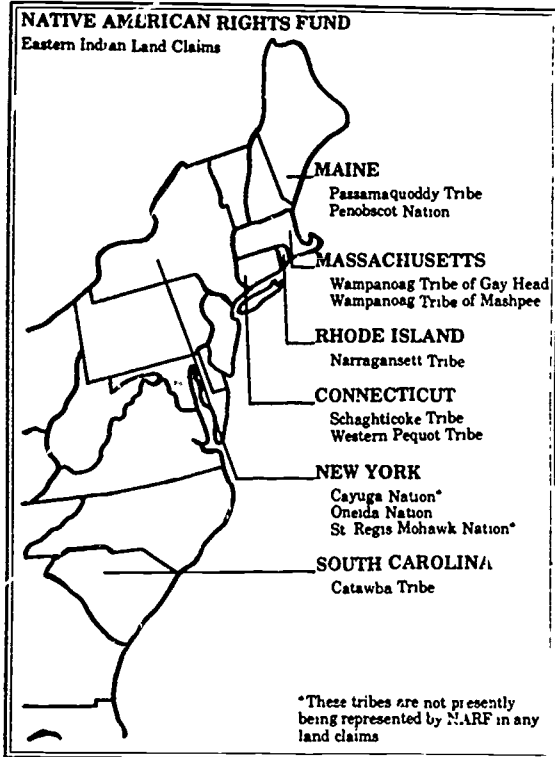 NATIVE AMERICAN RIGHTS FUND
Eastern Indian Land Claims
MAINE
Passamaquoddy Tribe
Penobscot Nation
MASSACHUSETTS
Wampanoag Tribe of Gay Head
Wampanoag Tribe of Mashpee
RHODE ISLAND
Narragansett Tribe
CONNECTICUT
Schaghticoke Tribe
Western Pequot Tribe
NEW YORK
Cayuga Nation*
Oneida Nation
St Regis Mohawk Nation*
SOUTH CAROLINA
Catawba Tribe
*These tribes are not presently
being represented by NARF in any
land claims